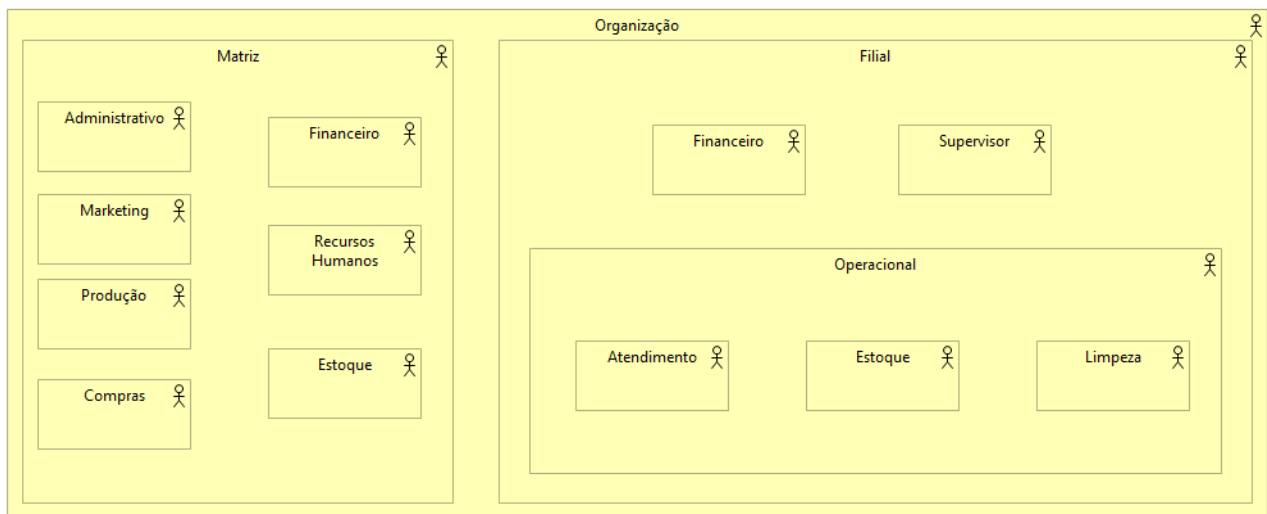 Organização
Matriz
Administrativo
Financeiro
Marketing
Recursos
Humanos
Produção
Estoque
Compras
Filial
Financeiro
Supervisor
Operacional
Atendimento
Estoque
Limpeza